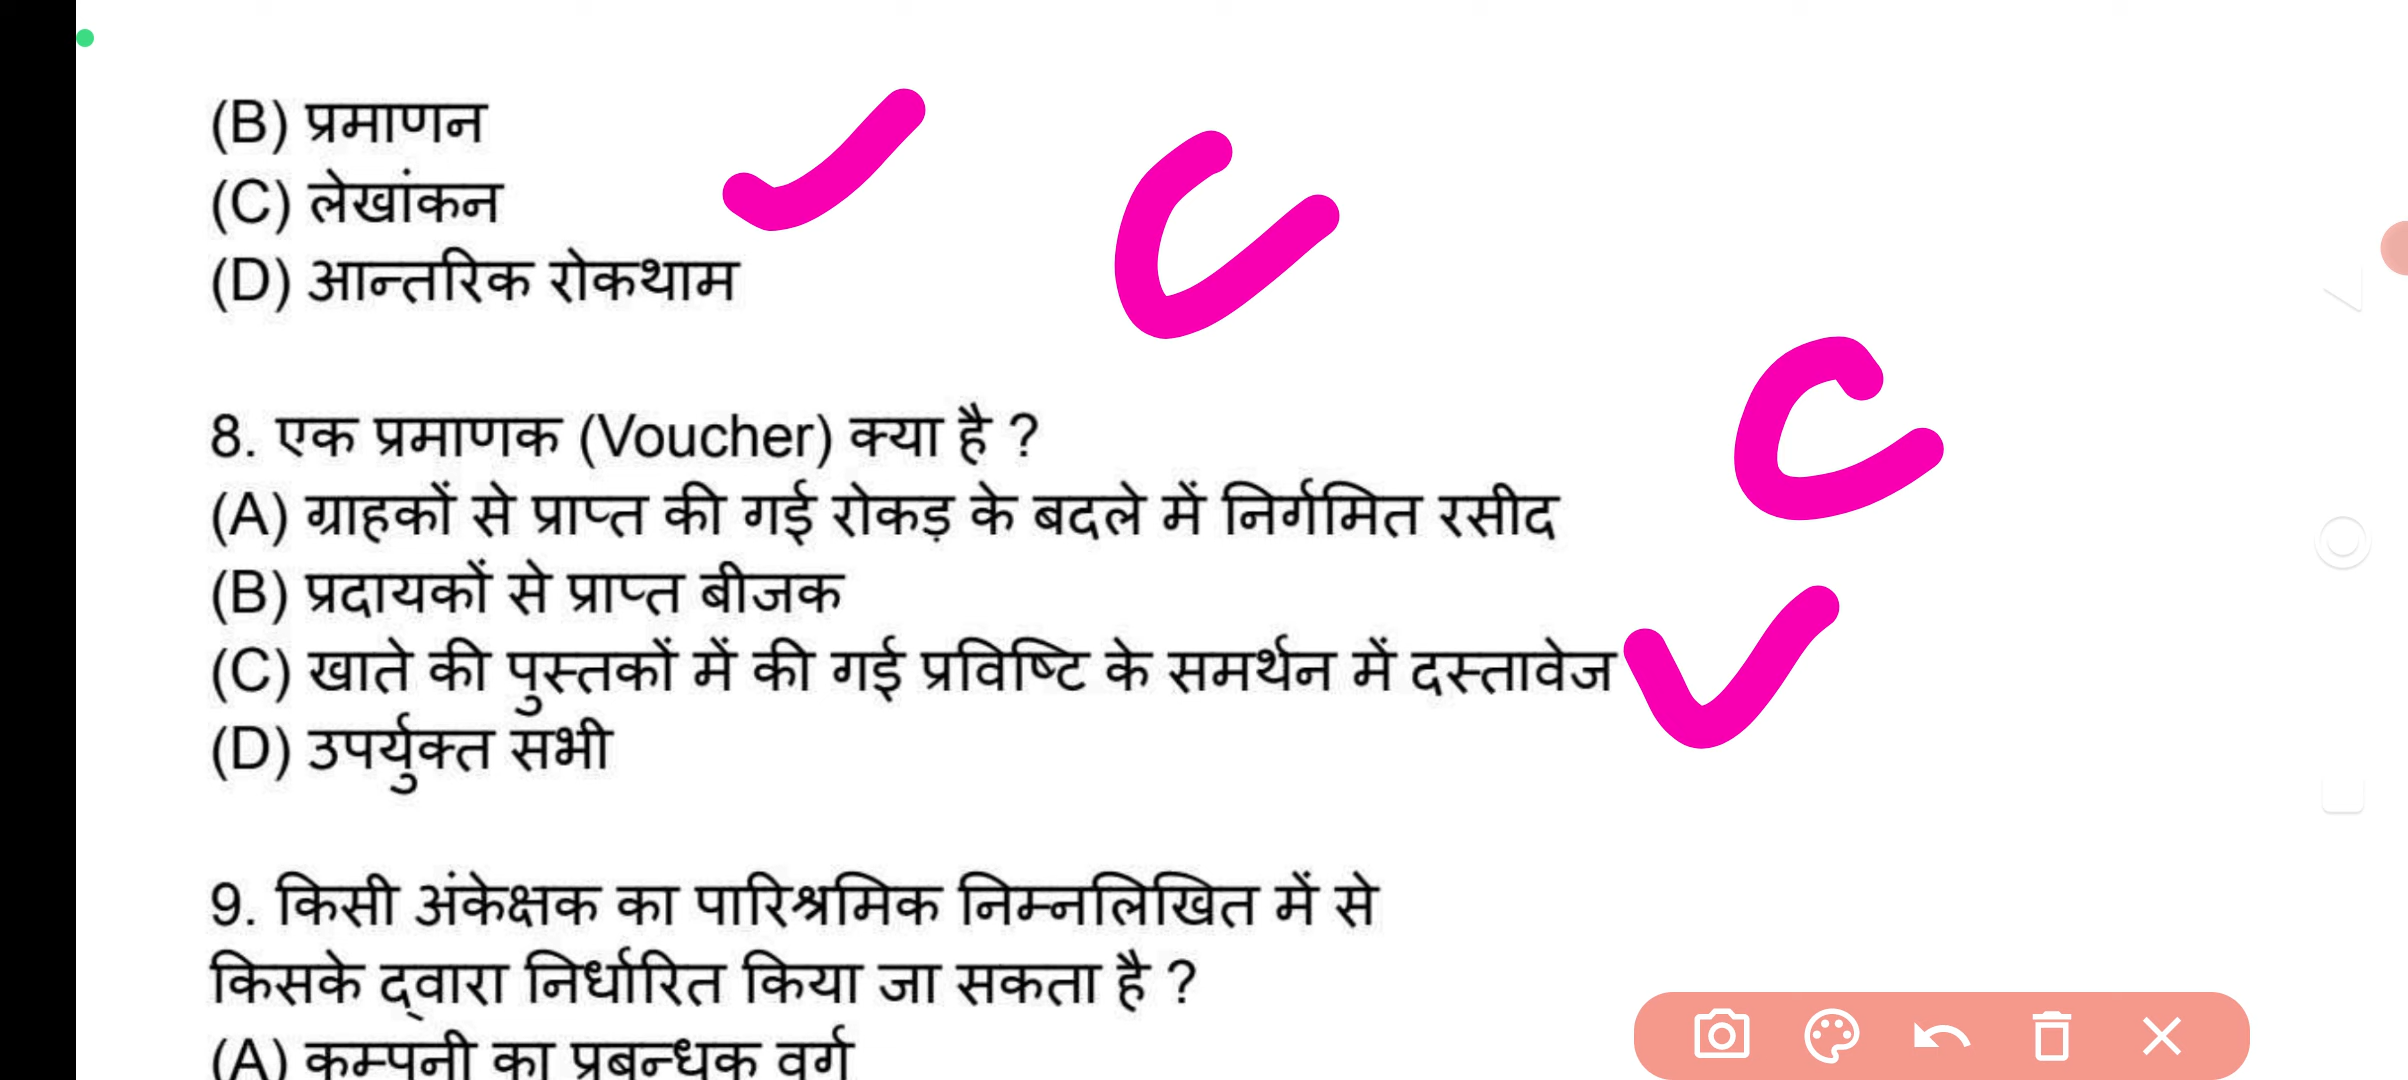 (B) प्रमाणन
(C) लेखांकन
(D) आन्तरिक रोकथाम
C
C
8. एक प्रमाणक (Voucher) क्या है ?
(A) ग्राहकों से प्राप्त की गई रोकड़ के बदले में निर्गमित रसीद
(B) प्रदायकों से प्राप्त बीजक
(C) खाते की पुस्तकों में की गई प्रविष्टि के समर्थन में दस्तावेज
(D) उपर्युक्त सभी
9. किसी अंकेक्षक का पारिश्रमिक निम्नलिखित में से
किसके द्वारा निर्धारित किया जा सकता है ?
(A) कम्पनी का प्रबन्धक वर्ग